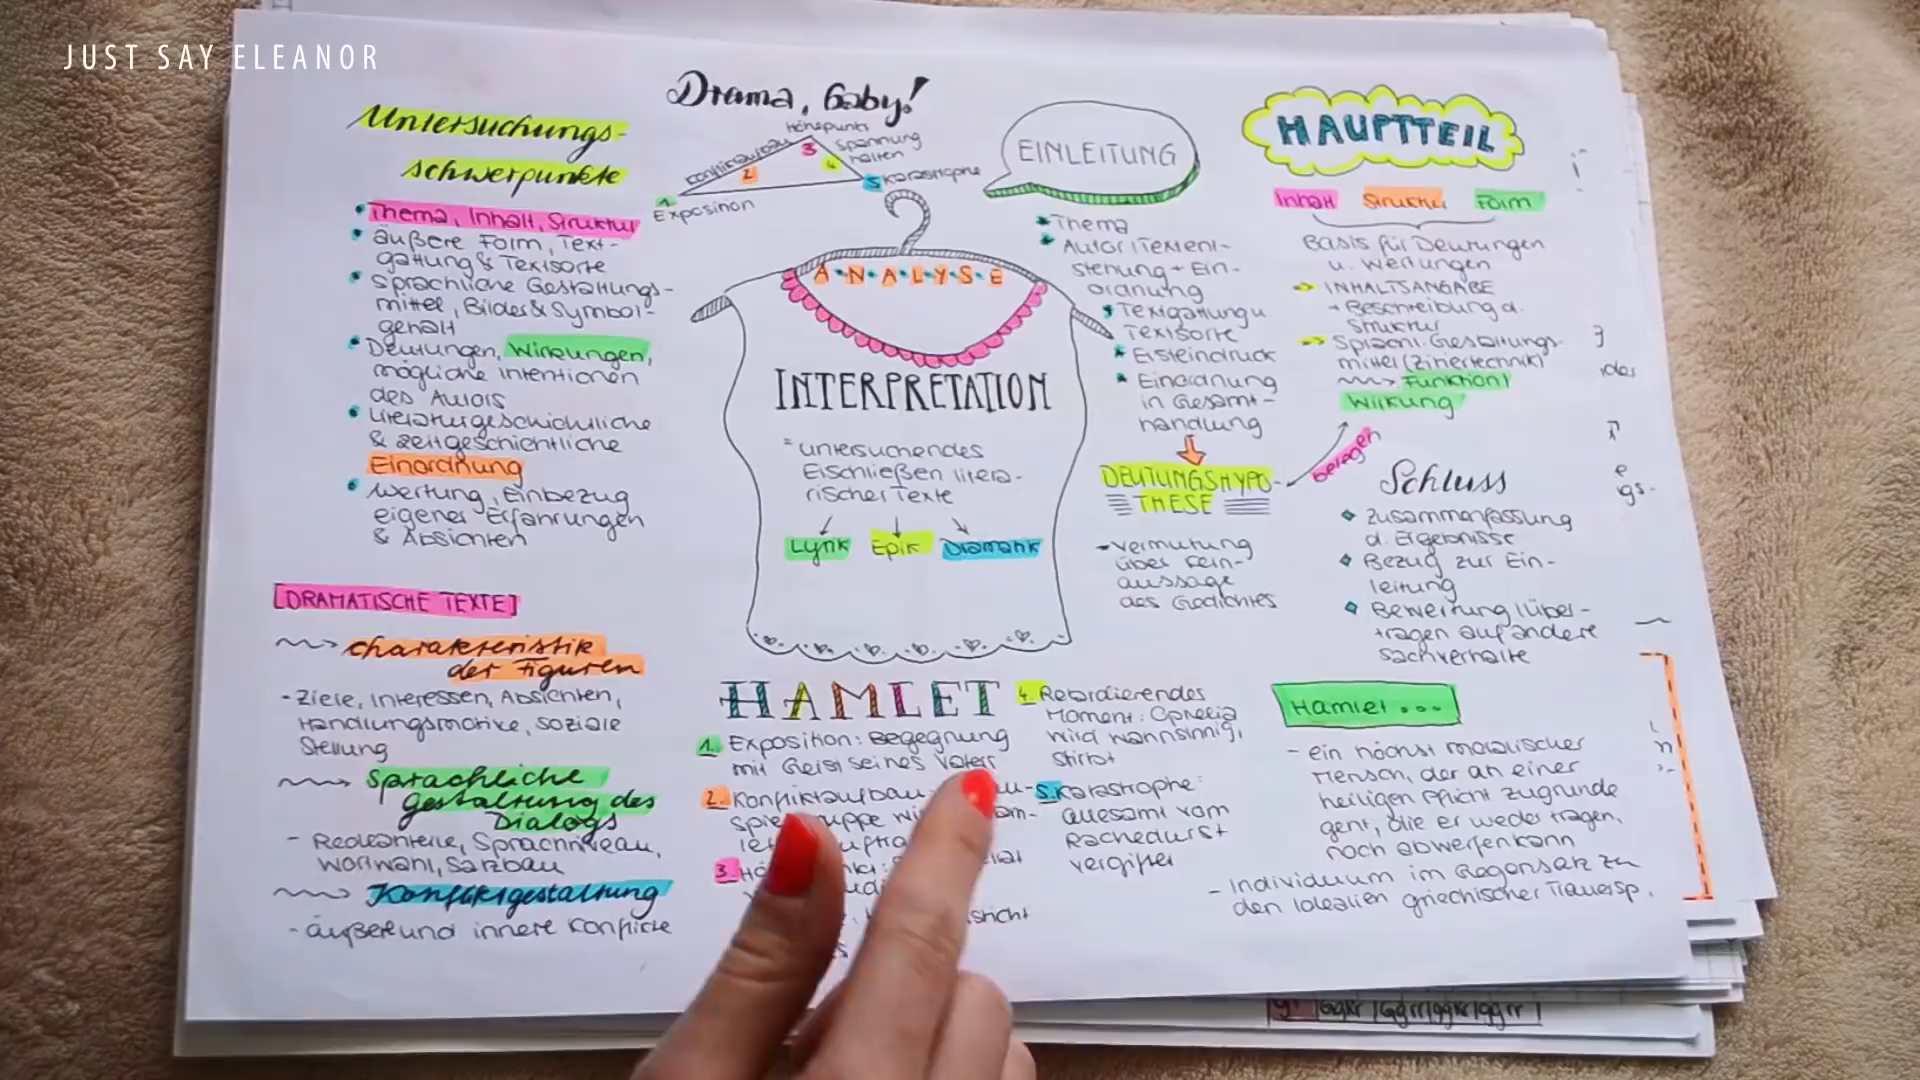 JUST SAY ELEANOR
Drama, Baby!
Höhepunkt
Konfliktaufbau
3
Spannung
halten
2
4
5 Katastrophe
1
Exposition
Untersuchungs-
schwerpunkte
Thema, Inhalt, Struktur
äußere Form, Text-
gattung & Textsorte
Sprachliche Gestaltungs-
mittel, Bilder & Symbol-
gehalt
Deutungen, Wirkungen,
mögliche Intentionen
des Autors
Literaturgeschichtliche
& zeitgeschichtliche
Einordnung
Wertung, Einbezug
eigener Erfahrungen
& Absichten
[DRAMATISCHE TEXTE]
Charakteristik
der Figuren
- Ziele, Interessen, Absichten,
Handlungsmotive, soziale
Stellung
Sprachliche
Gestaltung des
Dialogs
- Redeanteile, Sprachniveau,
Wortwahl, Satzbau
Konfliktgestaltung
- äußere und innere Konflikte
A·N·A·L·Y·S·E
INTERPRETATION
= untersuchendes
Erschließen litera-
rischer Texte
Lyrik Epik Dramatik
HAMLET
1. Exposition: Begegnung
mit Geist seines Vaters
2. Konfliktaufbau:
3.
4. Retardierendes
Moment: Ophelia
wird wahnsinnig,
stirbt
5. Katastrophe:
allesamt vom
Rachedurst
vergiftet
EINLEITUNG
Thema
Autor/Textent-
stehung + Ein-
ordnung
Textgattung u
Textsorte
Ersteindruck
Einordnung
in Gesamt-
handlung
DEUTUNGSHYPO-
THESE
- Vermutung
über Kern-
aussage
des Gedichtes
belegen
HAUPTTEIL
Inhalt Struktur Form
Basis für Deutungen
u. Wertungen
INHALTSANGABE
+ Beschreibung d.
Struktur
Sprachl. Gestaltungs-
mittel (Zitiertechnik)
Funktion/
Wirkung
Schluss
Zusammenfassung
d. Ergebnisse
Bezug zur Ein-
leitung
Bewertung/über-
tragen auf andere
Sachverhalte
Hamlet...
- ein höchst moralischer
Mensch, der an einer
heiligen Pflicht zugrunde
geht, die er weder tragen,
noch abwerfen kann
- Individuum im Gegensatz zu
den Idealen griechischer Trauersp.